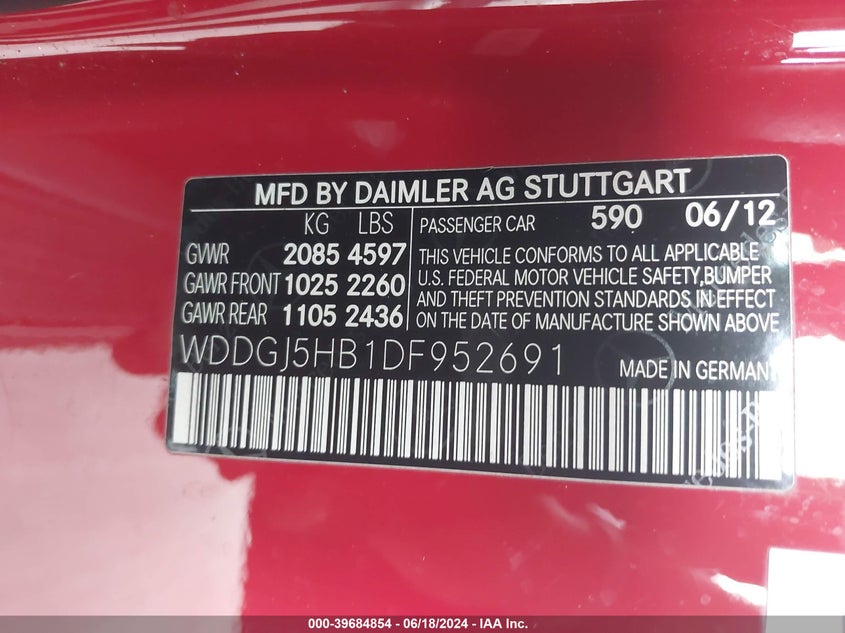 MFD BY DAIMLER AG STUTTGART
KG LBS
GVWR 2085 4597
GAWR FRONT 1025 2260
GAWR REAR 1105 2436
PASSENGER CAR 590 06/12
THIS VEHICLE CONFORMS TO ALL APPLICABLE
U.S. FEDERAL MOTOR VEHICLE SAFETY,BUMPER
AND THEFT PREVENTION STANDARDS IN EFFECT
ON THE DATE OF MANUFACTURE SHOWN ABOVE
WDDGJ5HB1DF952691
MADE IN GERMANY
000-39684854 / 06/18/2024 - IAA Inc.